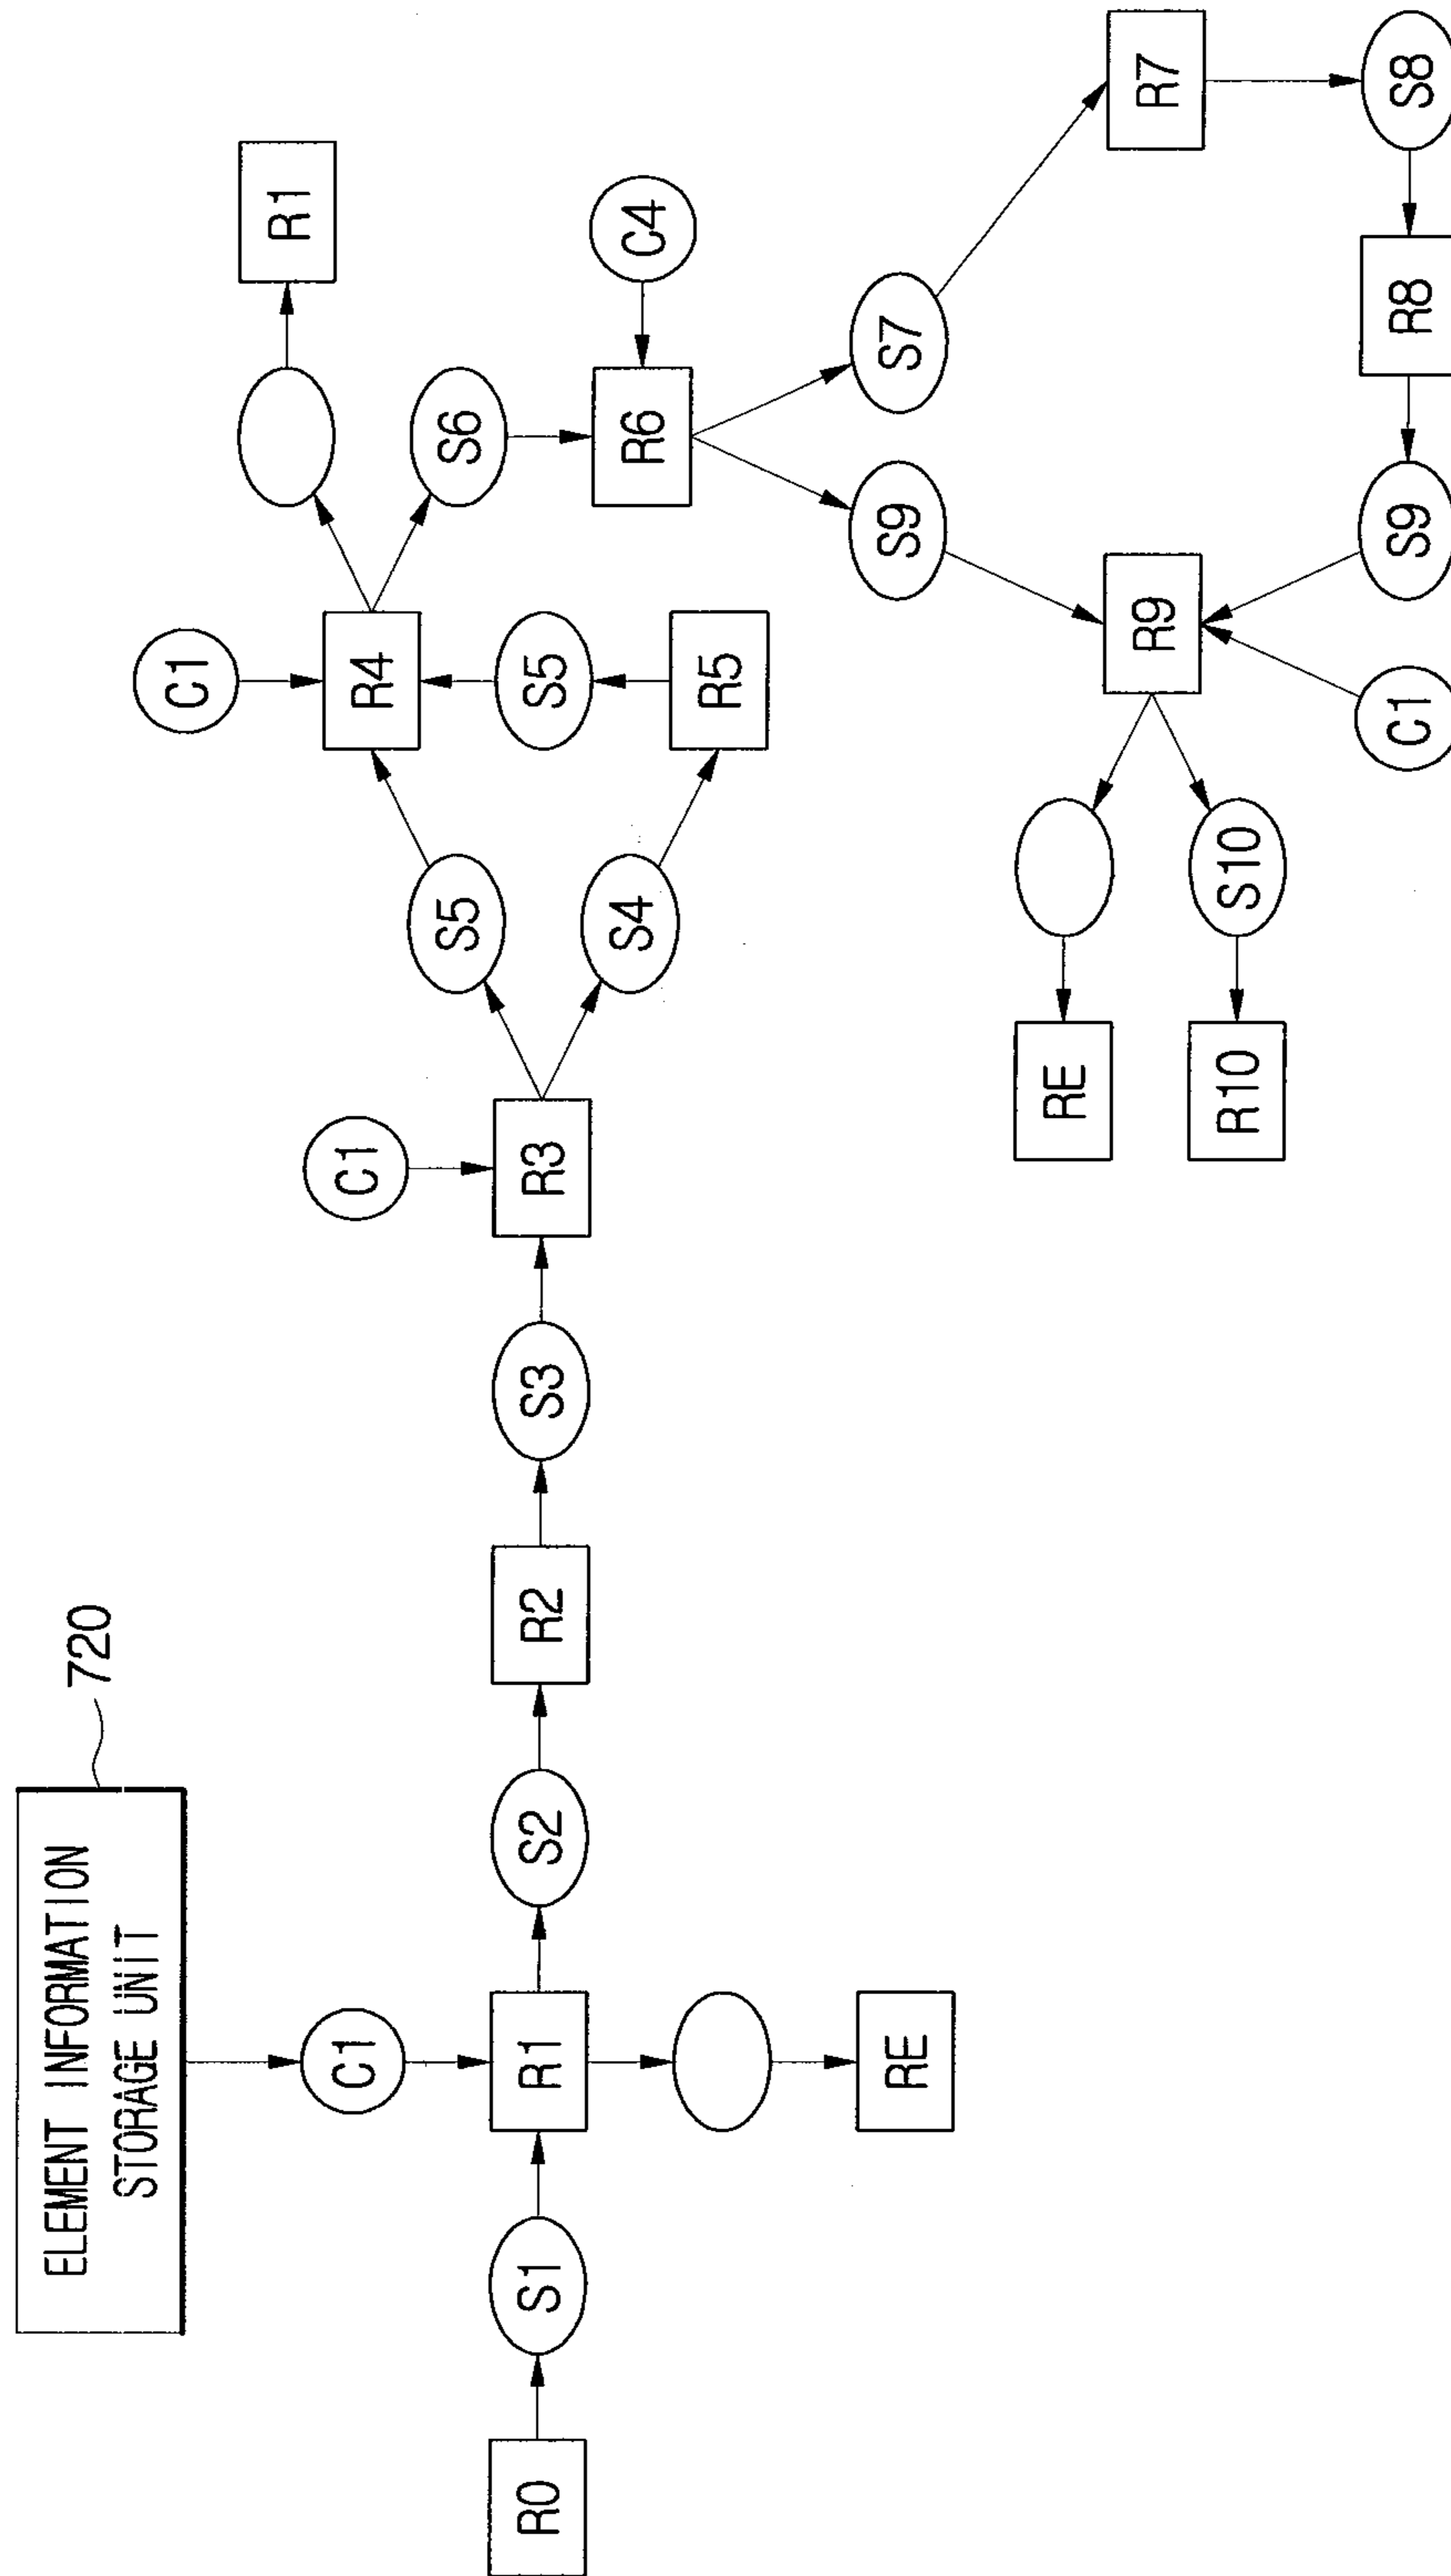 ELEMENT INFORMATION
STORAGE UNIT
720
C1
R0
S1
R1
S2
R2
S3
R3
RE
C1
S5
S4
C1
R4
S5
R5
R1
S6
C4
R6
S9
S7
R7
S8
R8
S9
C1
R9
S10
RE
R10